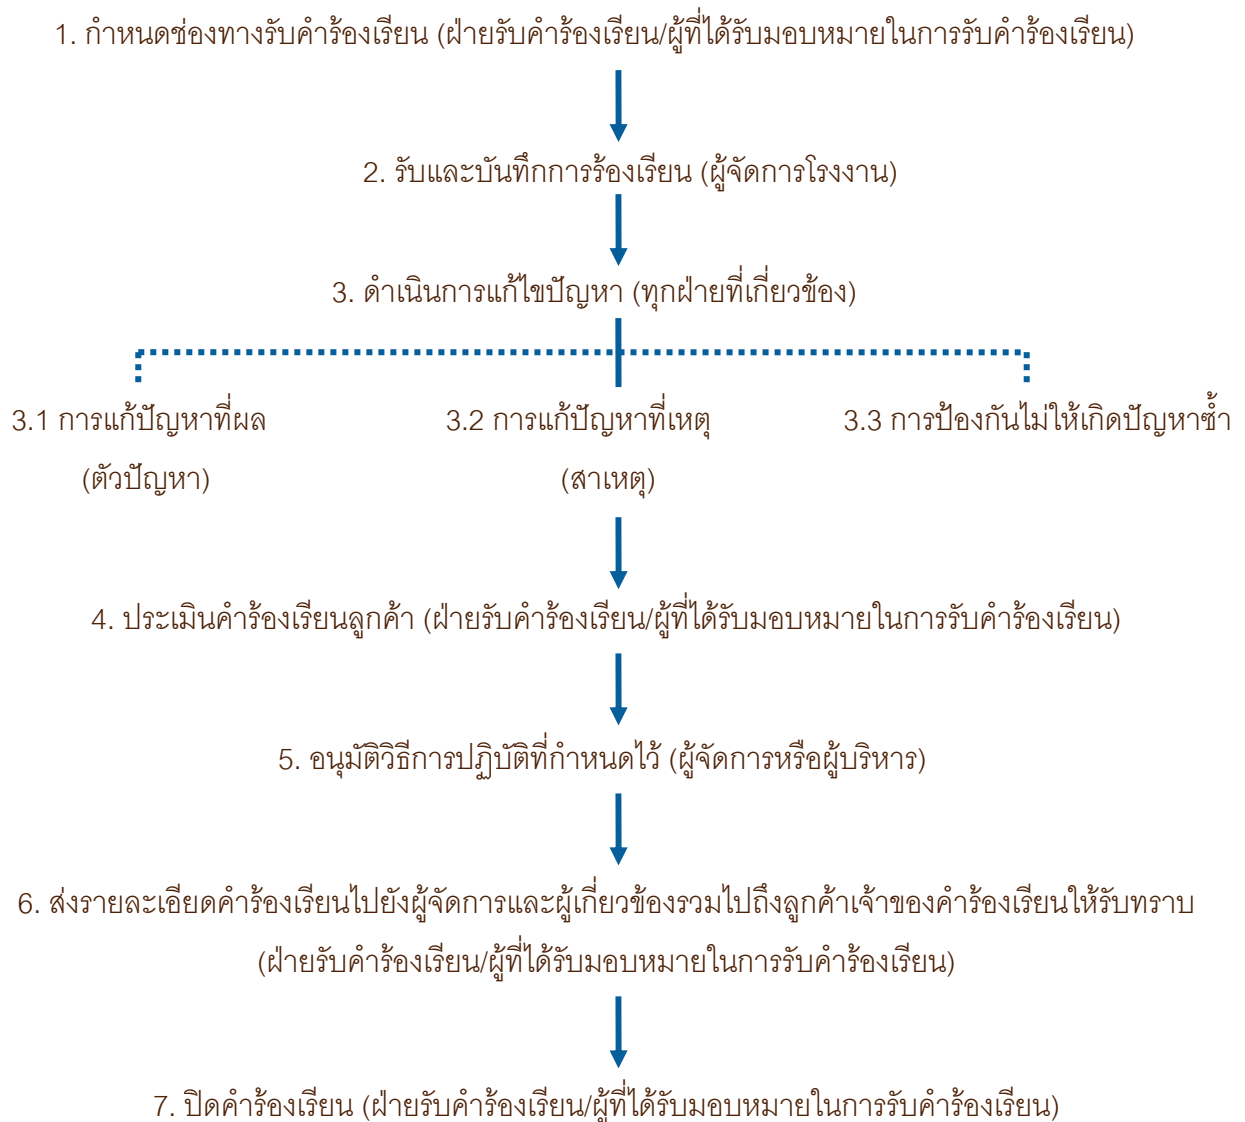 1. กำหนดช่องทางรับคำร้องเรียน (ฝ่ายรับคำร้องเรียน/ผู้ที่ได้รับมอบหมายในการรับคำร้องเรียน)
2. รับและบันทึกการร้องเรียน (ผู้จัดการโรงงาน)
3. ดำเนินการแก้ไขปัญหา (ทุกฝ่ายที่เกี่ยวข้อง)
3.1 การแก้ปัญหาที่ผล
(ตัวปัญหา)
3.2 การแก้ปัญหาที่เหตุ
(สาเหตุ)
3.3 การป้องกันไม่ให้เกิดปัญหาซ้ำ
4. ประเมินคำร้องเรียนลูกค้า (ฝ่ายรับคำร้องเรียน/ผู้ที่ได้รับมอบหมายในการรับคำร้องเรียน)
5. อนุมัติวิธีการปฏิบัติที่กำหนดไว้ (ผู้จัดการหรือผู้บริหาร)
6. ส่งรายละเอียดคำร้องเรียนไปยังผู้จัดการและผู้เกี่ยวข้องรวมไปถึงลูกค้าเจ้าของคำร้องเรียนให้รับทราบ
(ฝ่ายรับคำร้องเรียน/ผู้ที่ได้รับมอบหมายในการรับคำร้องเรียน)
7. ปิดคำร้องเรียน (ฝ่ายรับคำร้องเรียน/ผู้ที่ได้รับมอบหมายในการรับคำร้องเรียน)